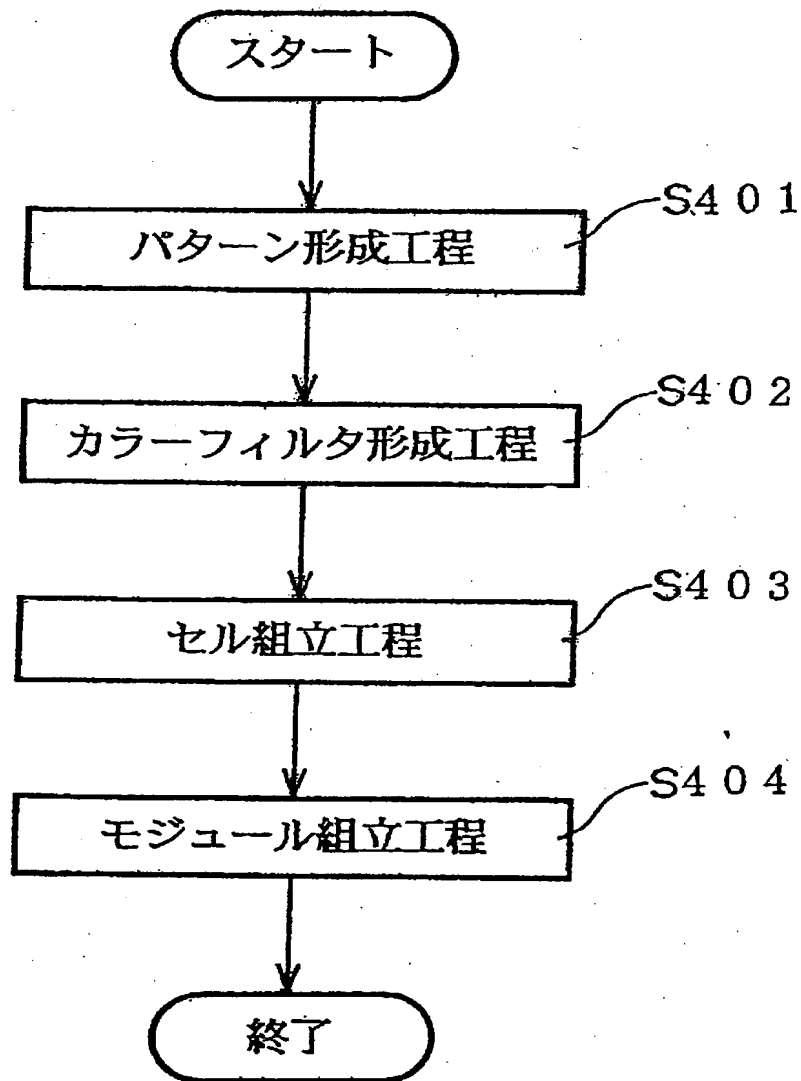 スタート
S401
パターン形成工程
S402
カラーフィルタ形成工程
S403
セル組立工程
S404
モジュール組立工程
終了